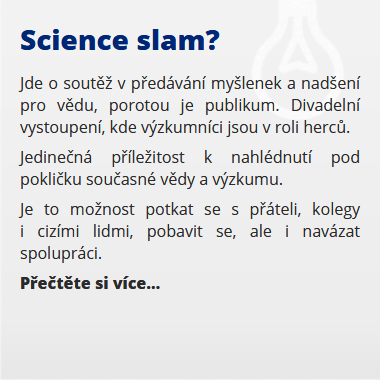 Science slam?
Jde o soutěž v předávání myšlenek a nadšení
pro vědu, porotou je publikum. Divadelní
vystoupení, kde výzkumníci jsou v roli herců.
Jedinečná příležitost k nahlédnutí pod
pokličku současné vědy a výzkumu.
Je to možnost potkat se s přáteli, kolegy
i cizími lidmi, pobavit se, ale i navázat
spolupráci.
Přečtěte si více...